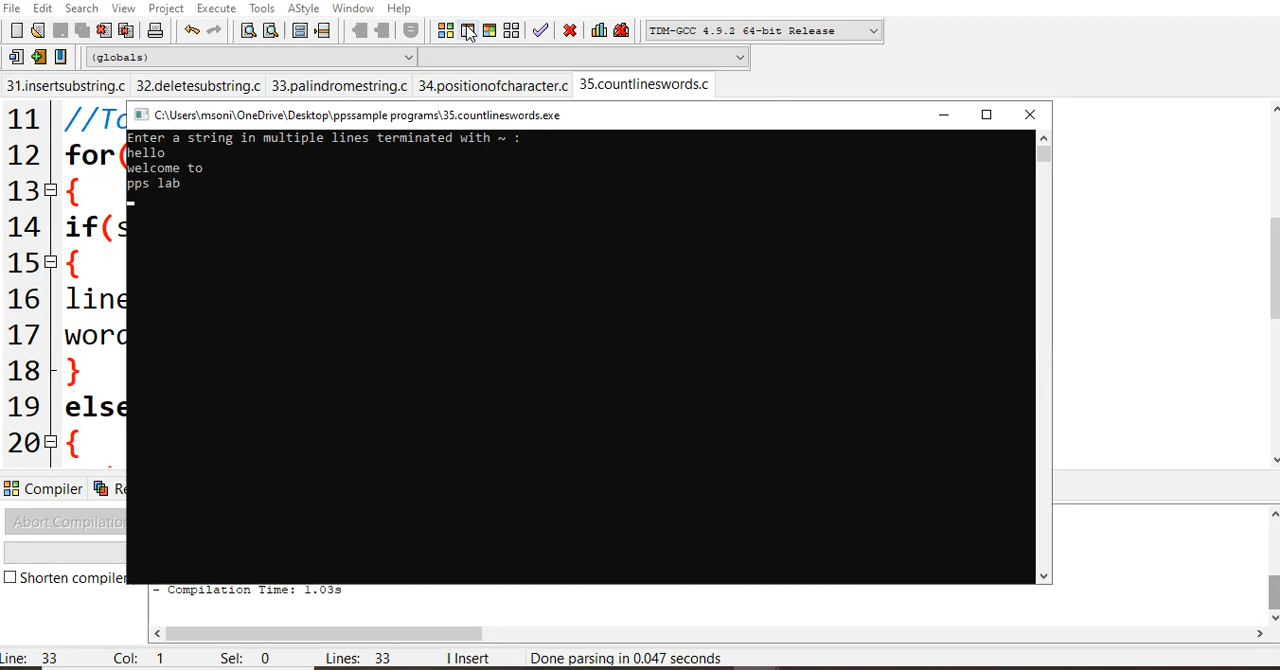 File Edit Search View Project Execute Tools AStyle Window Help
TDM-GCC 4.9.2 64-bit Release
(globals)
31.insertsubstring.c 32.deletesubstring.c 33.palindromestring.c 34.positionofcharacter.c 35.countlineswords.c
C:\Users\msoni\OneDrive\Desktop\ppssample programs\35.countlineswords.exe
Enter a string in multiple lines terminated with ~ :
hello
welcome to
pps lab
11 //To
12 for(
13 {
14 if(s
15 {
16 line
17 word
18 }
19 else
20 {
Compiler Re
Abort Compilation
Shorten compiler
- Compilation Time: 1.03s
Line: 33 Col: 1 Sel: 0 Lines: 33 Insert Done parsing in 0.047 seconds